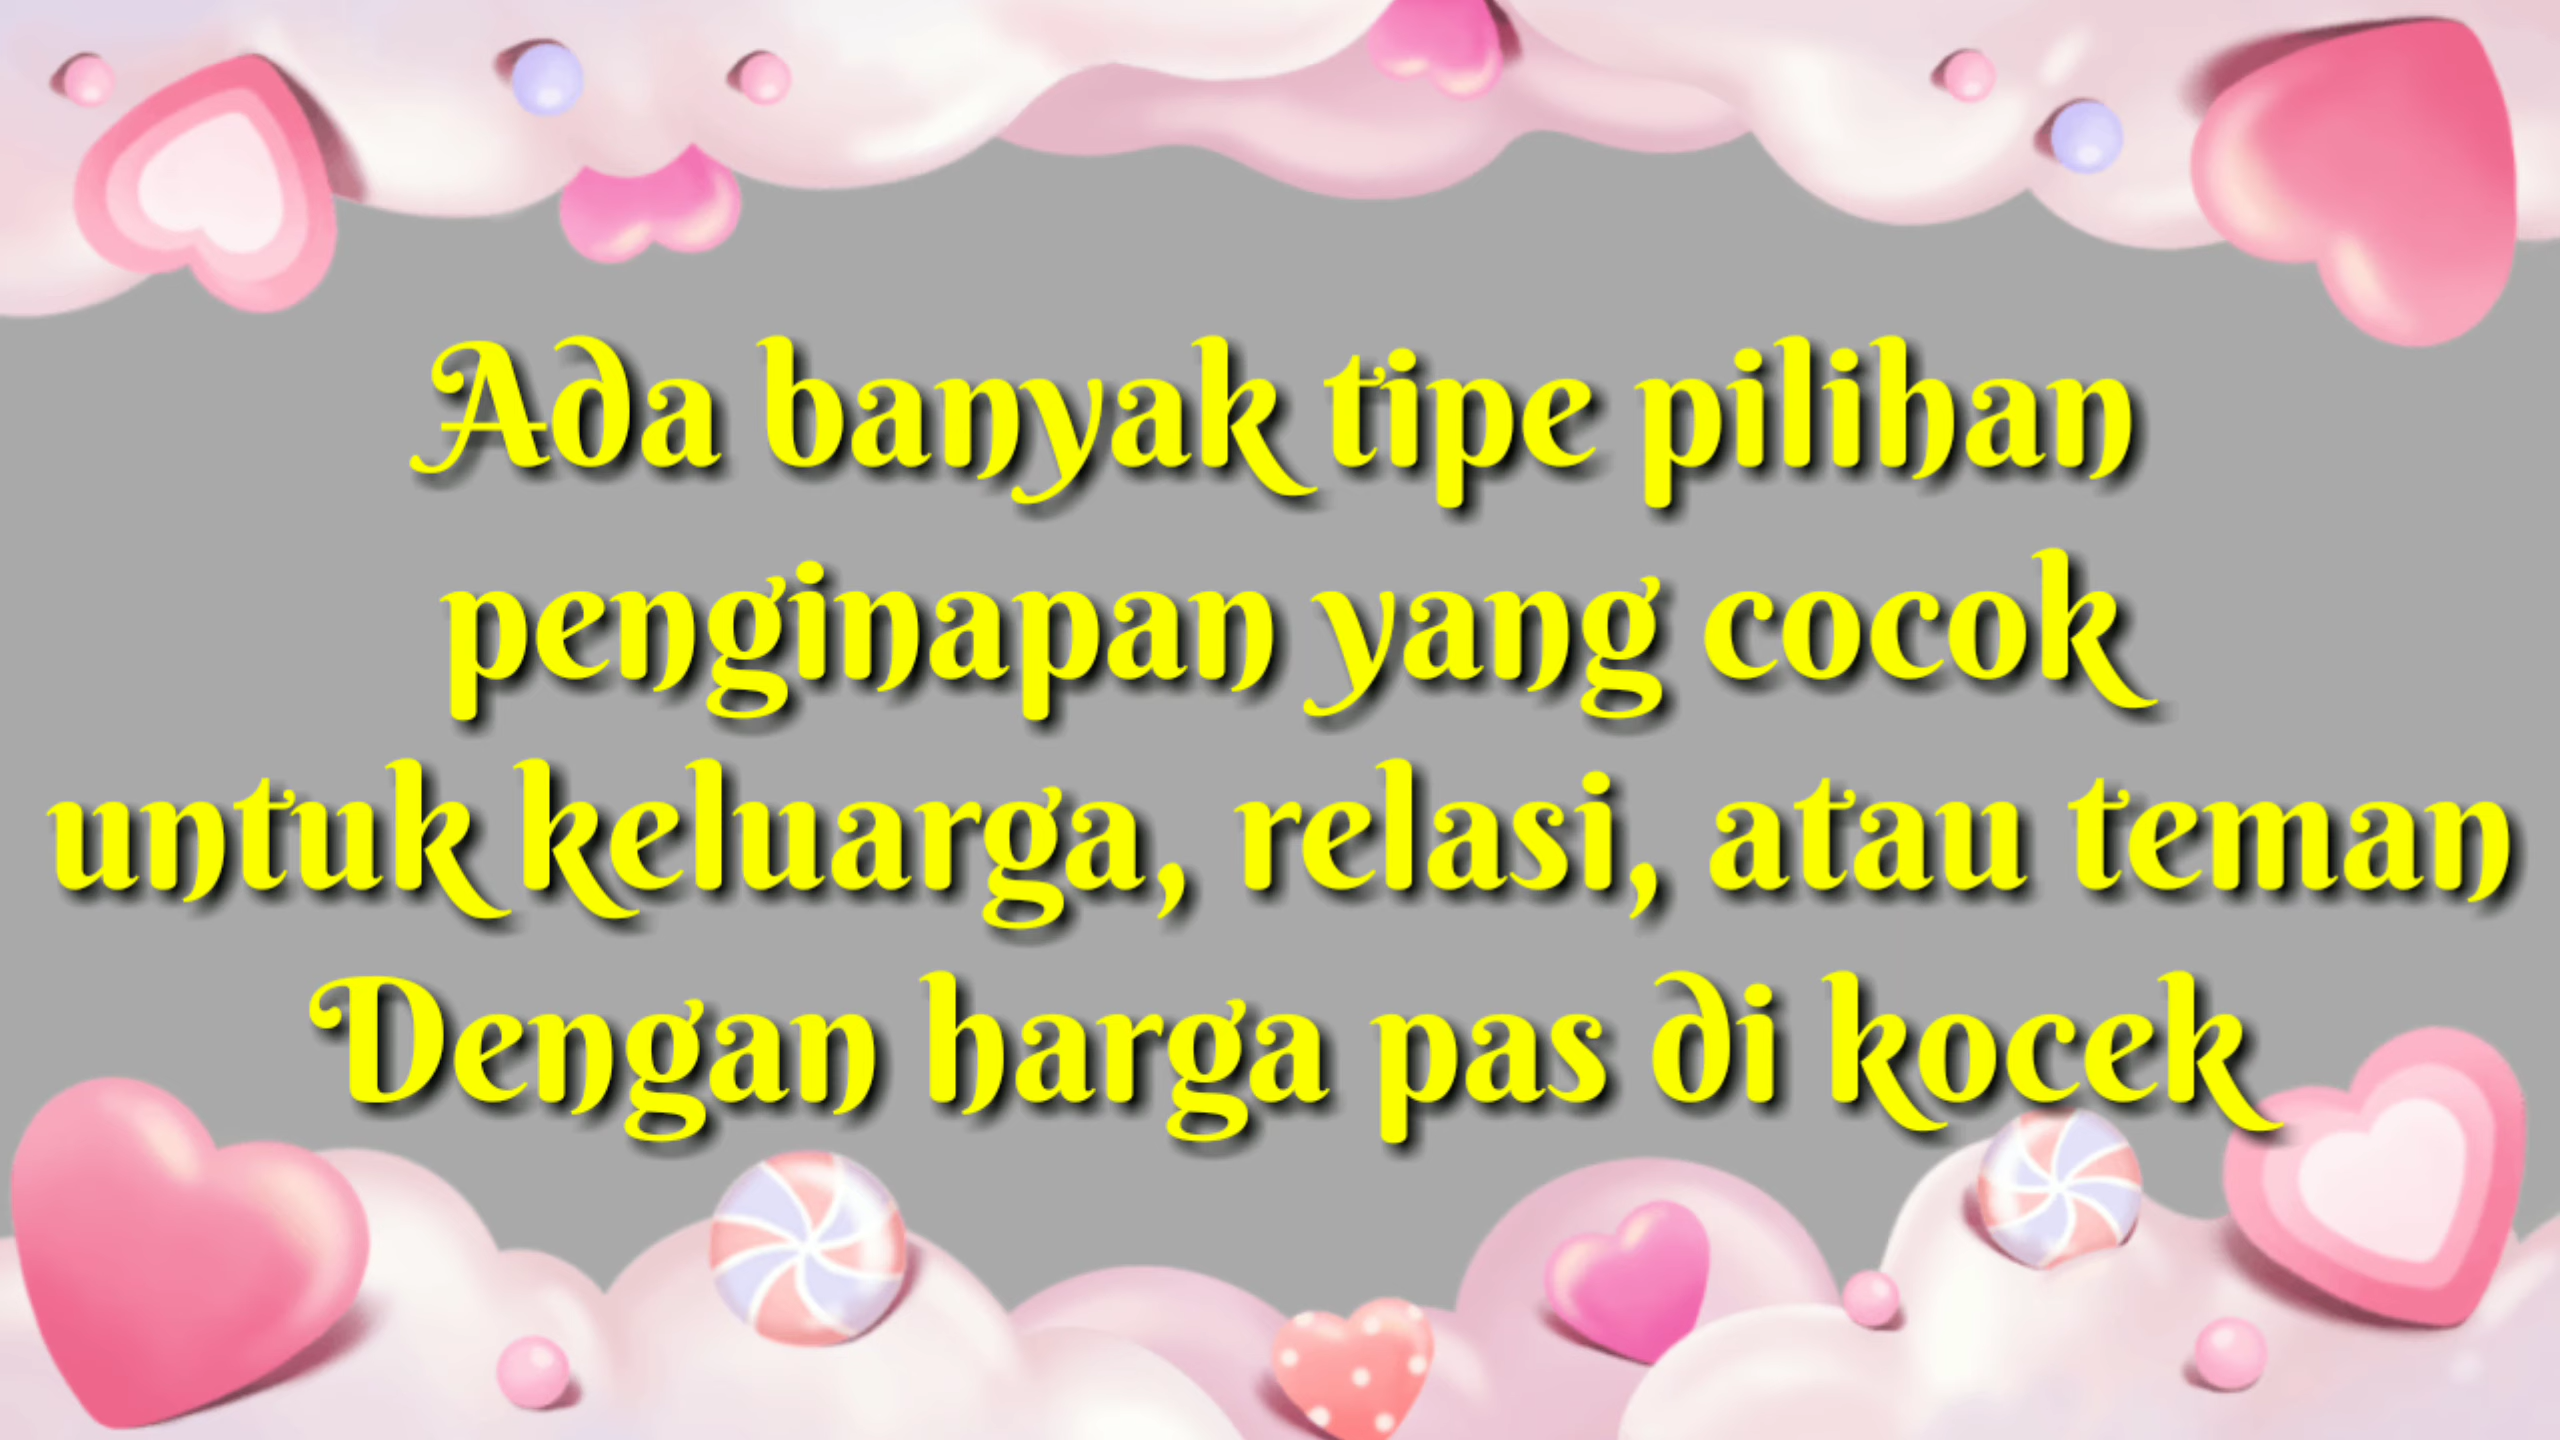 Ada banyak tipe pilihan
penginapan yang cocok
untuk keluarga, relasi, atau teman
Dengan harga pas di kocek